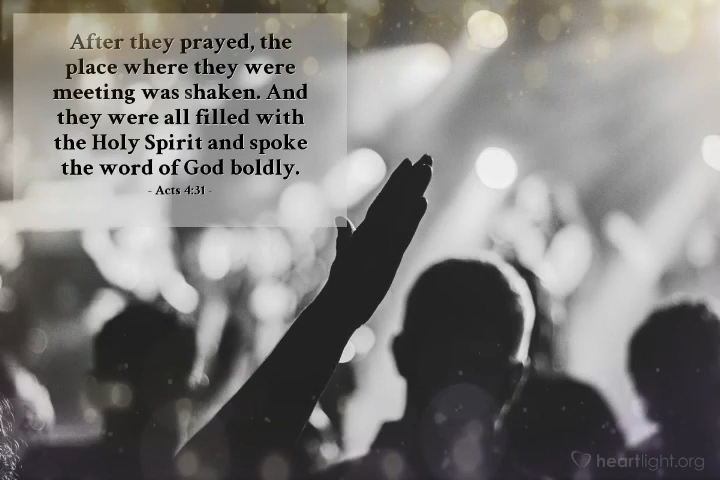 After they prayed, the
place where they were
meeting was shaken. And
they were all filled with
the Holy Spirit and spoke
the word of God boldly.
- Acts 4:31 -
heartlight.org